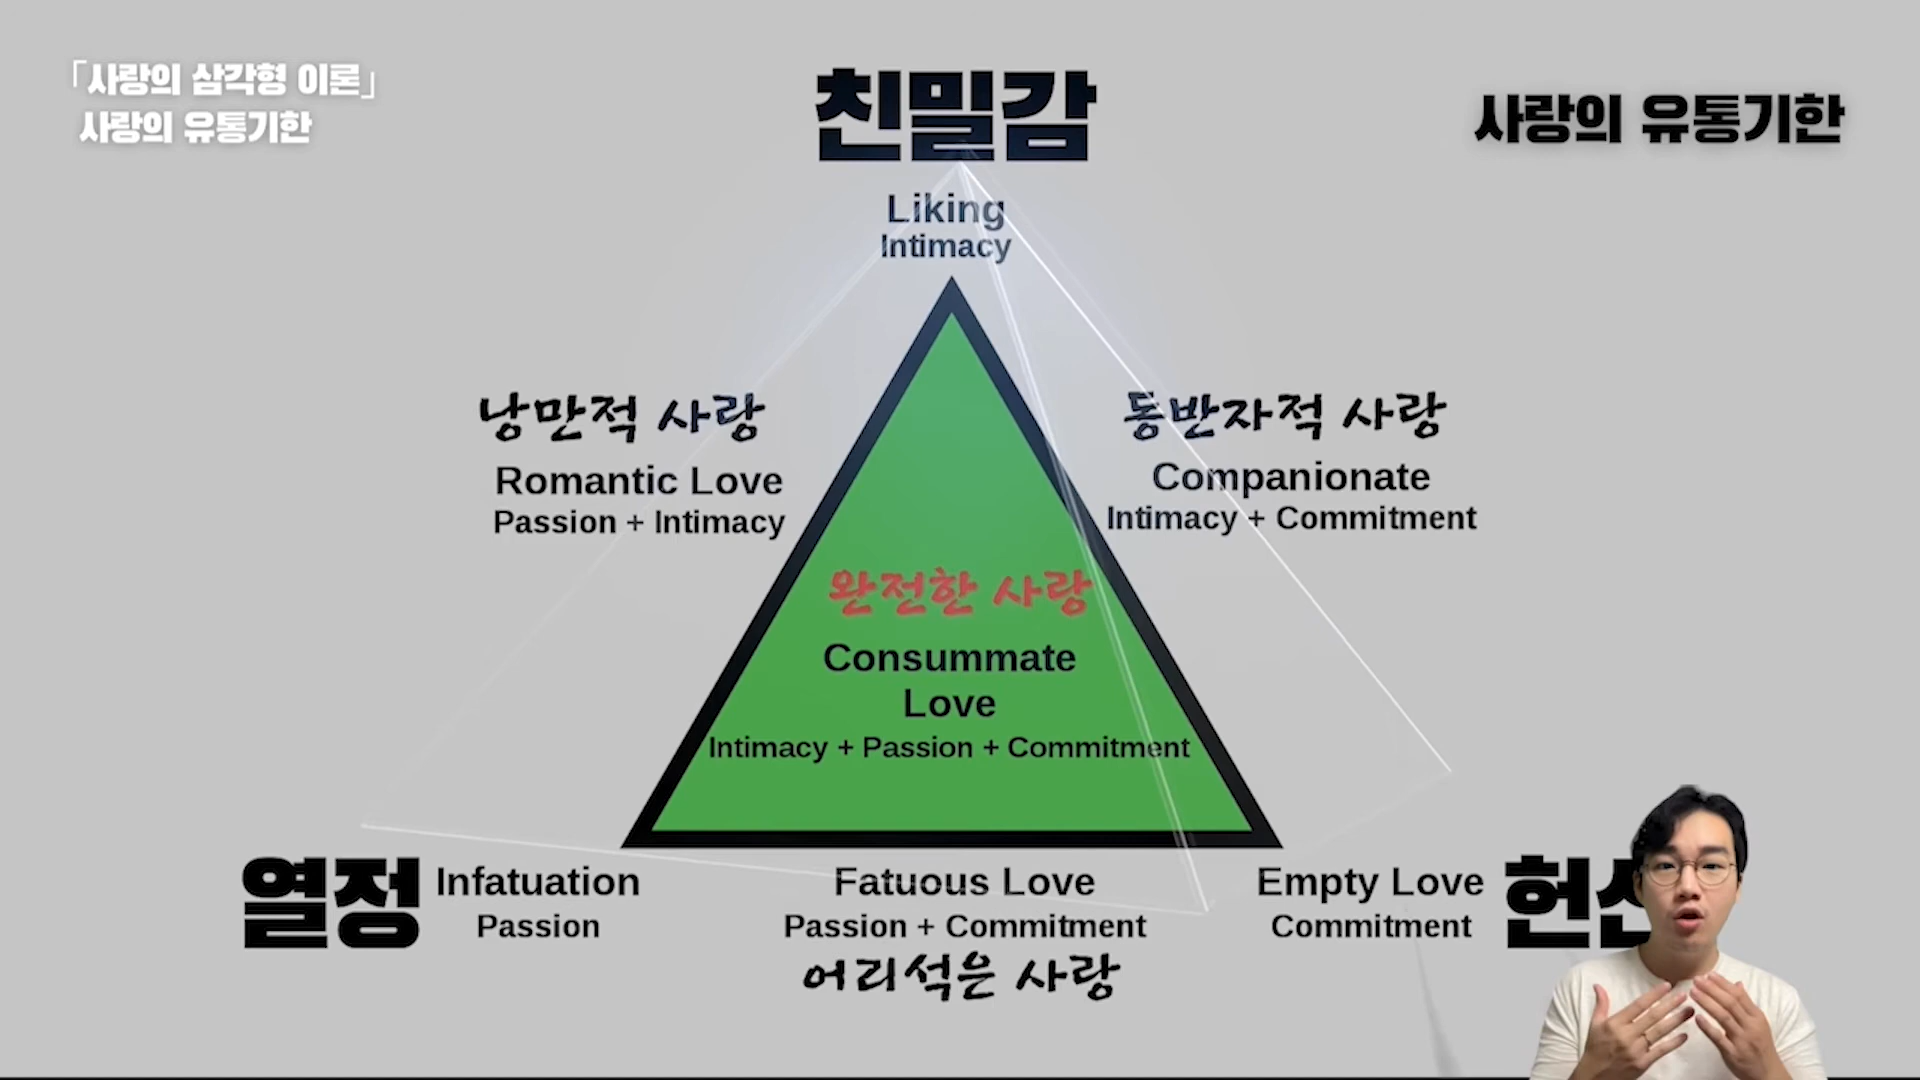 「사랑의 삼각형 이론」
사랑의 유통기한
친밀감
사랑의 유통기한
Liking
Intimacy
낭만적 사랑
Romantic Love
Passion + Intimacy
동반자적 사랑
Companionate
Intimacy + Commitment
완전한 사랑
Consummate
Love
Intimacy + Passion + Commitment
열정
Infatuation
Passion
Fatuous Love
Passion + Commitment
어리석은 사랑
Empty Love
Commitment